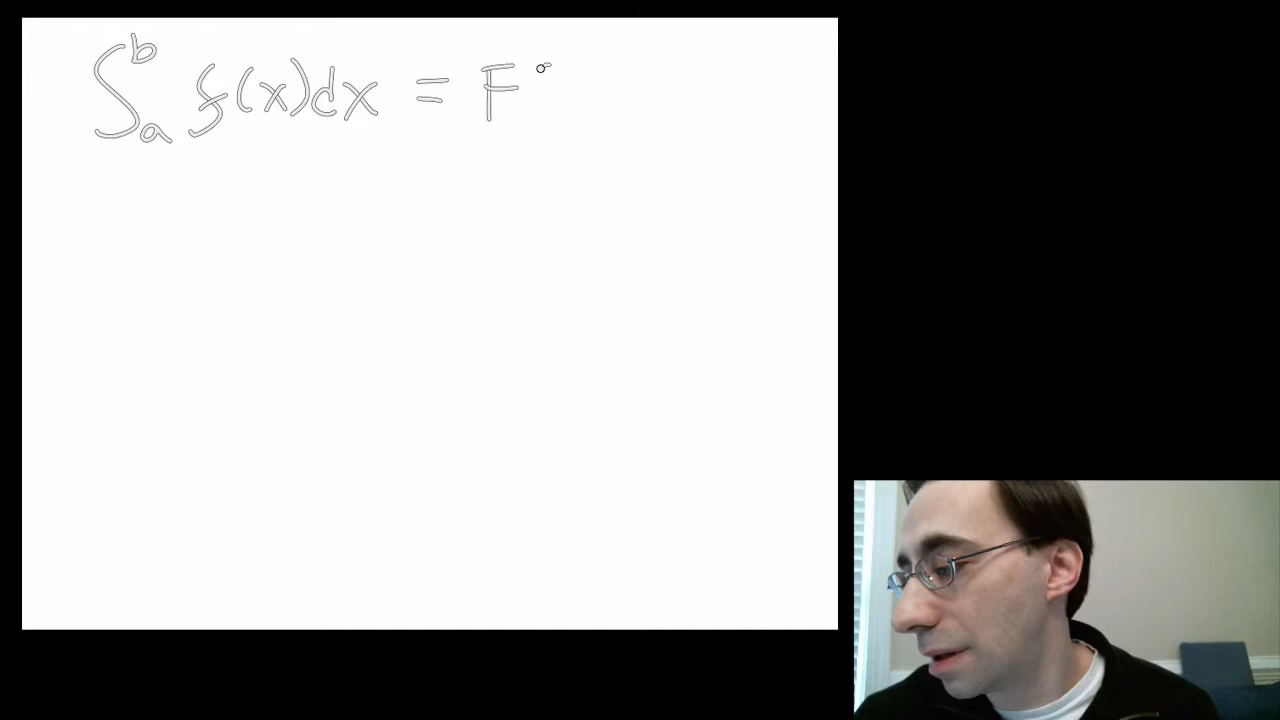 ∫_a^b f(x)dx = F